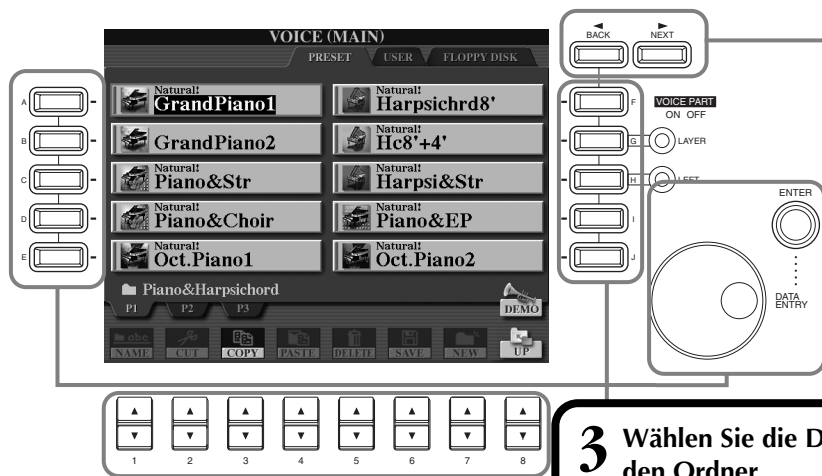 VOICE (MAIN)
PRESET USER FLOPPY DISK
BACK NEXT
A
Natural!
GrandPiano1
Natural!
Harpsichrd8'
F
VOICE PART
ON OFF
B
GrandPiano2
Natural!
Hc8'+4'
G
LAYER
C
Natural!
Piano&Str
Natural!
Harpsi&Str
H
LEFT
ENTER
D
Natural!
Piano&Choir
Natural!
Piano&EP
I
E
Natural!
Oct.Piano1
Natural!
Oct.Piano2
J
DATA
ENTRY
Piano&Harpsichord
P1 P2 P3
DEMO
abc
NAME CUT COPY PASTE DELETE SAVE NEW UP
1 2 3 4 5 6 7 8
3 Wählen Sie die D
den Ordner